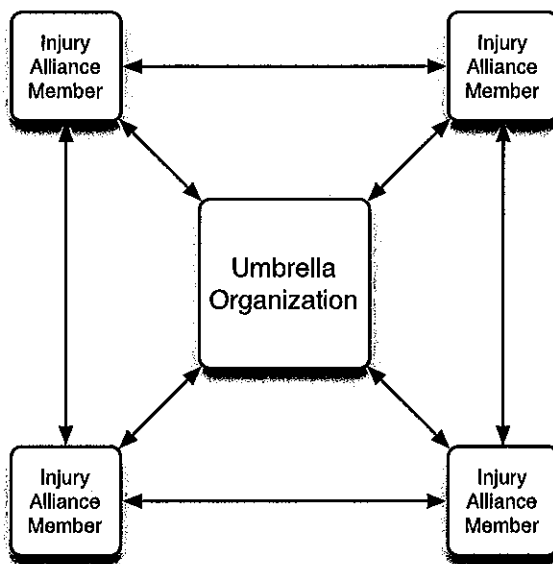 Injury
Alliance
Member
Injury
Alliance
Member
Umbrella
Organization
Injury
Alliance
Member
Injury
Alliance
Member